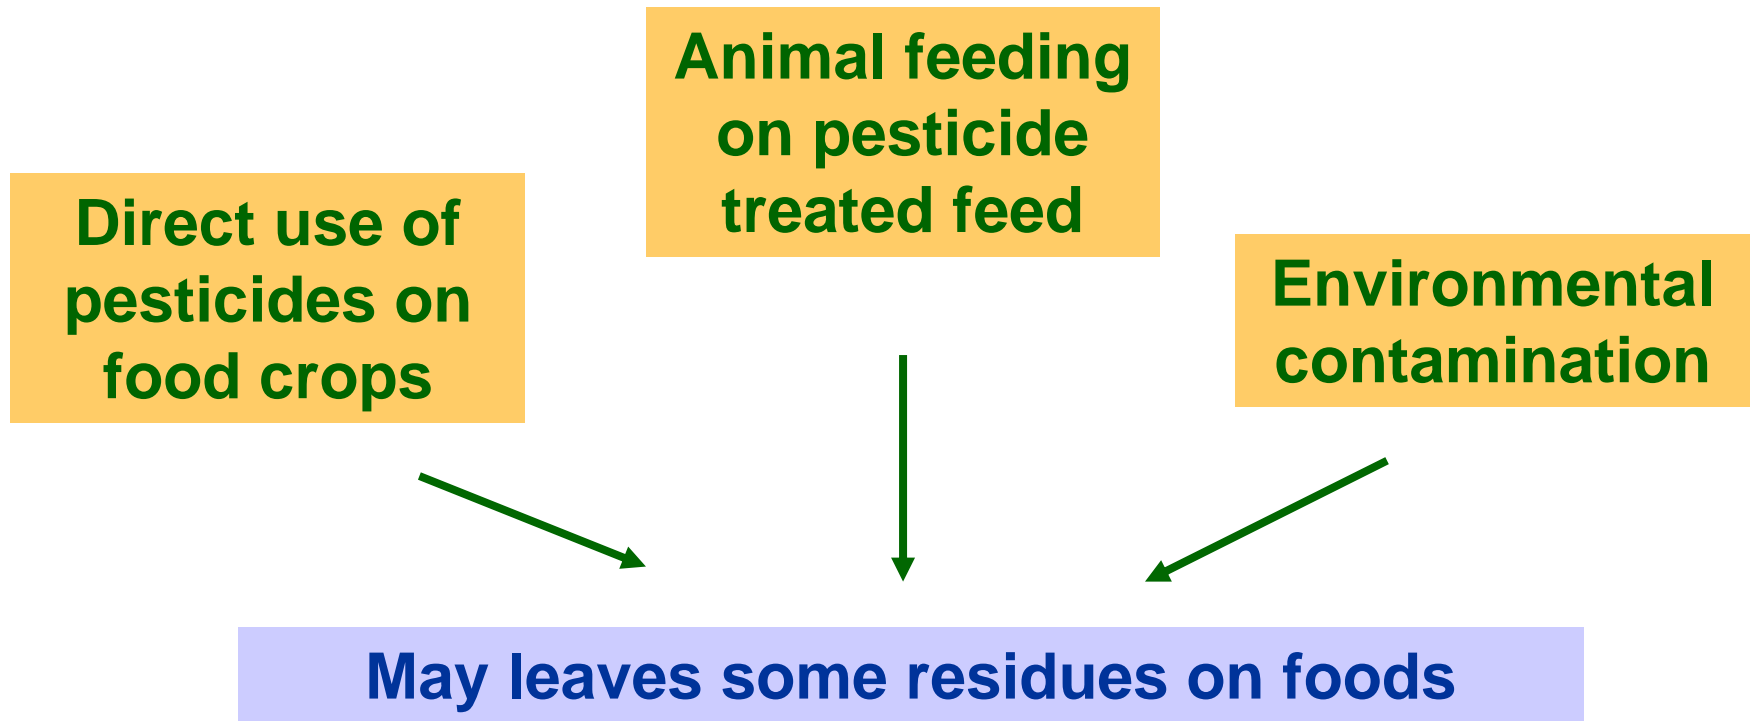 Direct use of
pesticides on
food crops
Animal feeding
on pesticide
treated feed
Environmental
contamination
May leaves some residues on foods